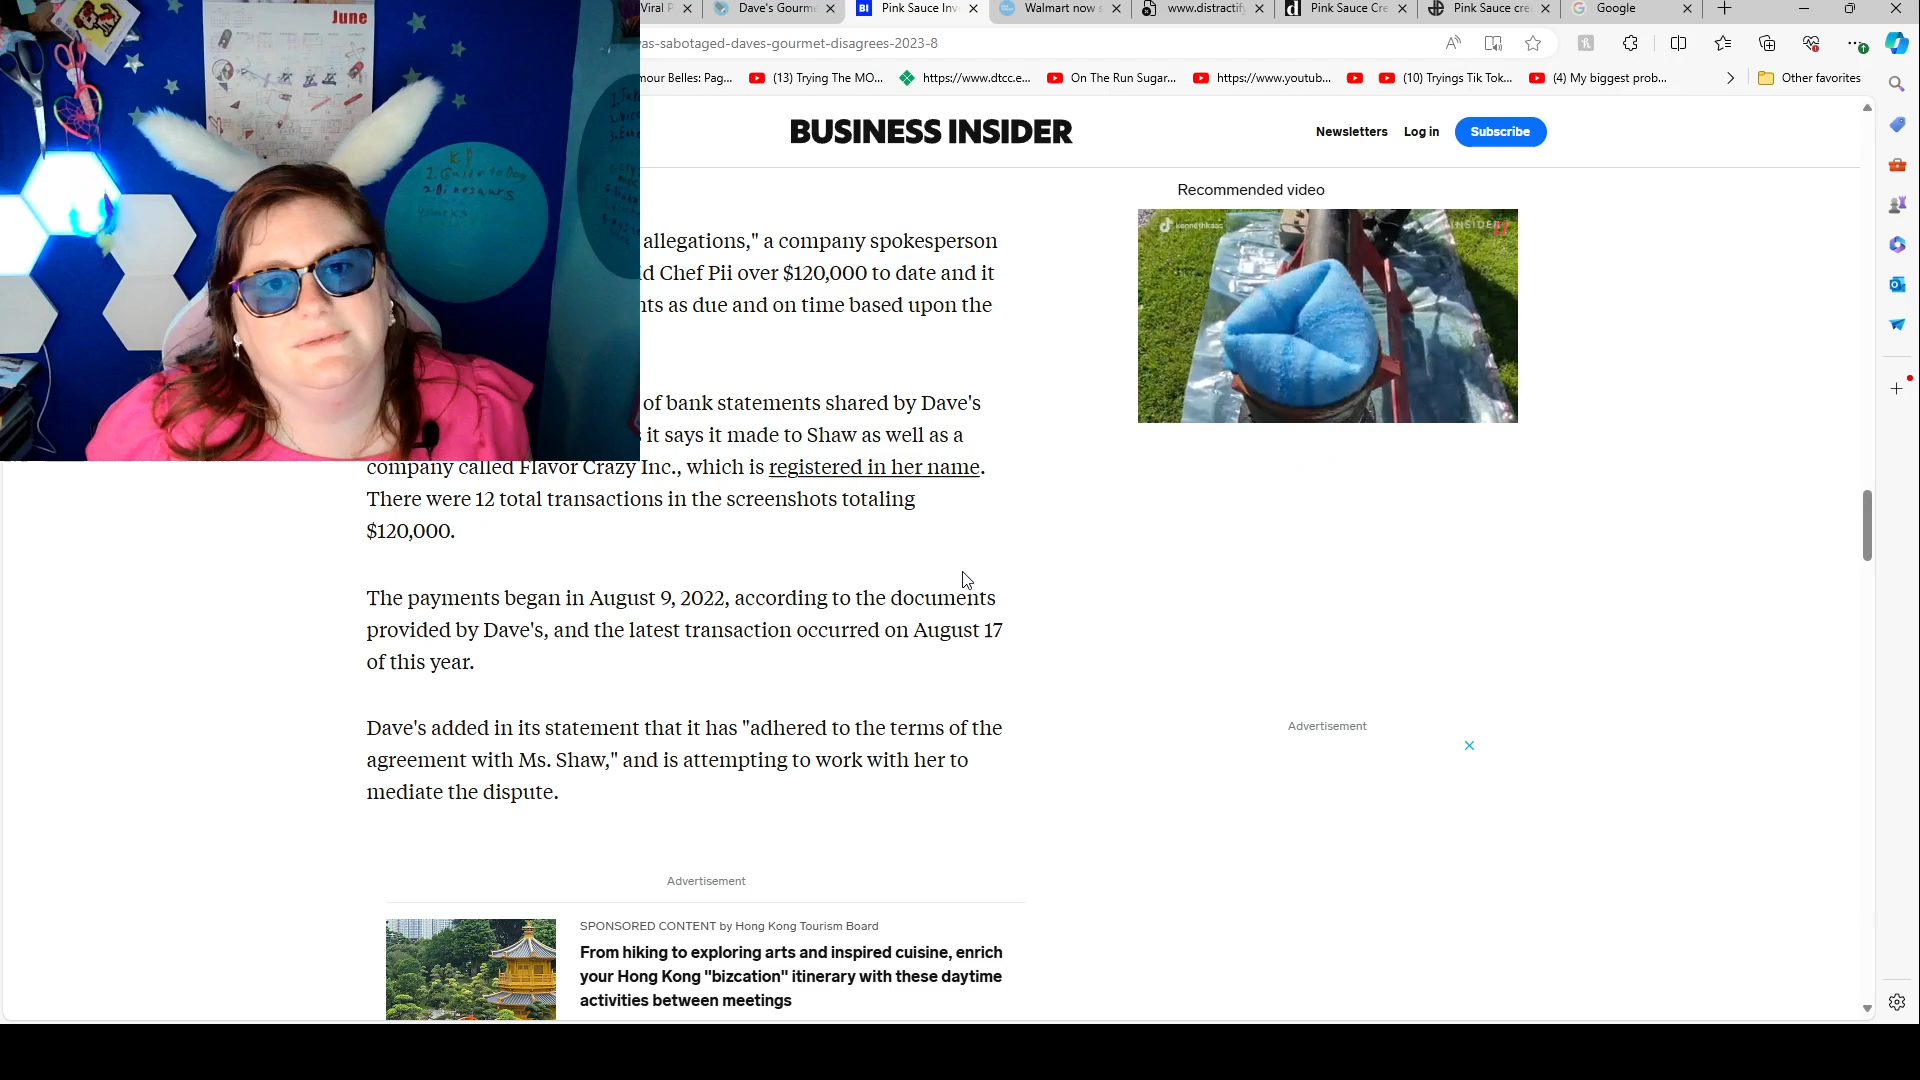 June
Viral P
Dave's Gourme
BI
Pink Sauce Inv
Walmart now s
www.distractify
Pink Sauce Cre
Pink Sauce crea
Google
as-sabotaged-daves-gourmet-disagrees-2023-8
mour Belles: Pag...
(13) Trying The MO...
https://www.dtcc.e...
On The Run Sugar...
https://www.youtub...
(10) Tryings Tik Tok...
(4) My biggest prob...
Other favorites
BUSINESS INSIDER
Newsletters
Log in
Subscribe
K P
2. Dinosaurs
Recommended video
kennethkaas
INSIDER
allegations," a company spokesperson
d Chef Pii over $120,000 to date and it
nts as due and on time based upon the
of bank statements shared by Dave's
it says it made to Shaw as well as a
company called Flavor Crazy Inc., which is registered in her name.
There were 12 total transactions in the screenshots totaling
$120,000.
The payments began in August 9, 2022, according to the documents
provided by Dave's, and the latest transaction occurred on August 17
of this year.
Dave's added in its statement that it has "adhered to the terms of the
agreement with Ms. Shaw," and is attempting to work with her to
mediate the dispute.
Advertisement
Advertisement
SPONSORED CONTENT by Hong Kong Tourism Board
From hiking to exploring arts and inspired cuisine, enrich
your Hong Kong "bizcation" itinerary with these daytime
activities between meetings